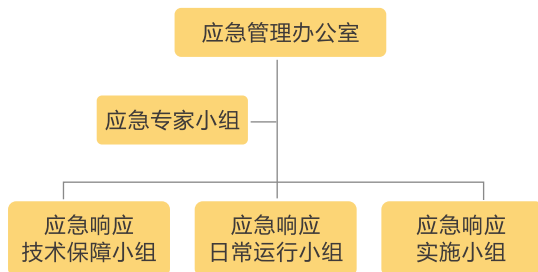 应急管理办公室
应急专家小组
应急响应
技术保障小组
应急响应
日常运行小组
应急响应
实施小组